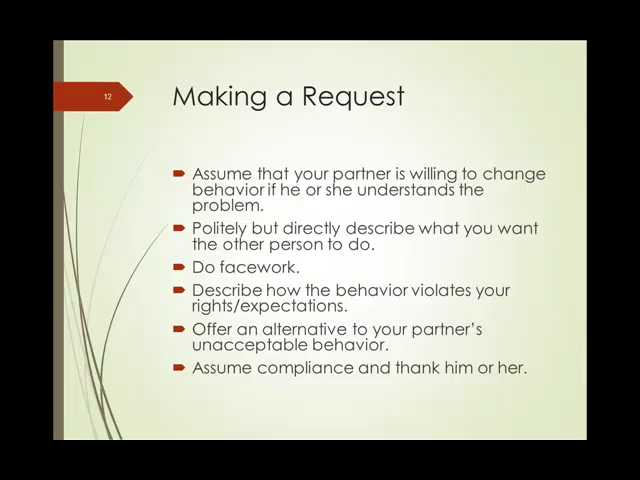 12
Making a Request
Assume that your partner is willing to change
behavior if he or she understands the
problem.
Politely but directly describe what you want
the other person to do.
Do facework.
Describe how the behavior violates your
rights/expectations.
Offer an alternative to your partner's
unacceptable behavior.
Assume compliance and thank him or her.